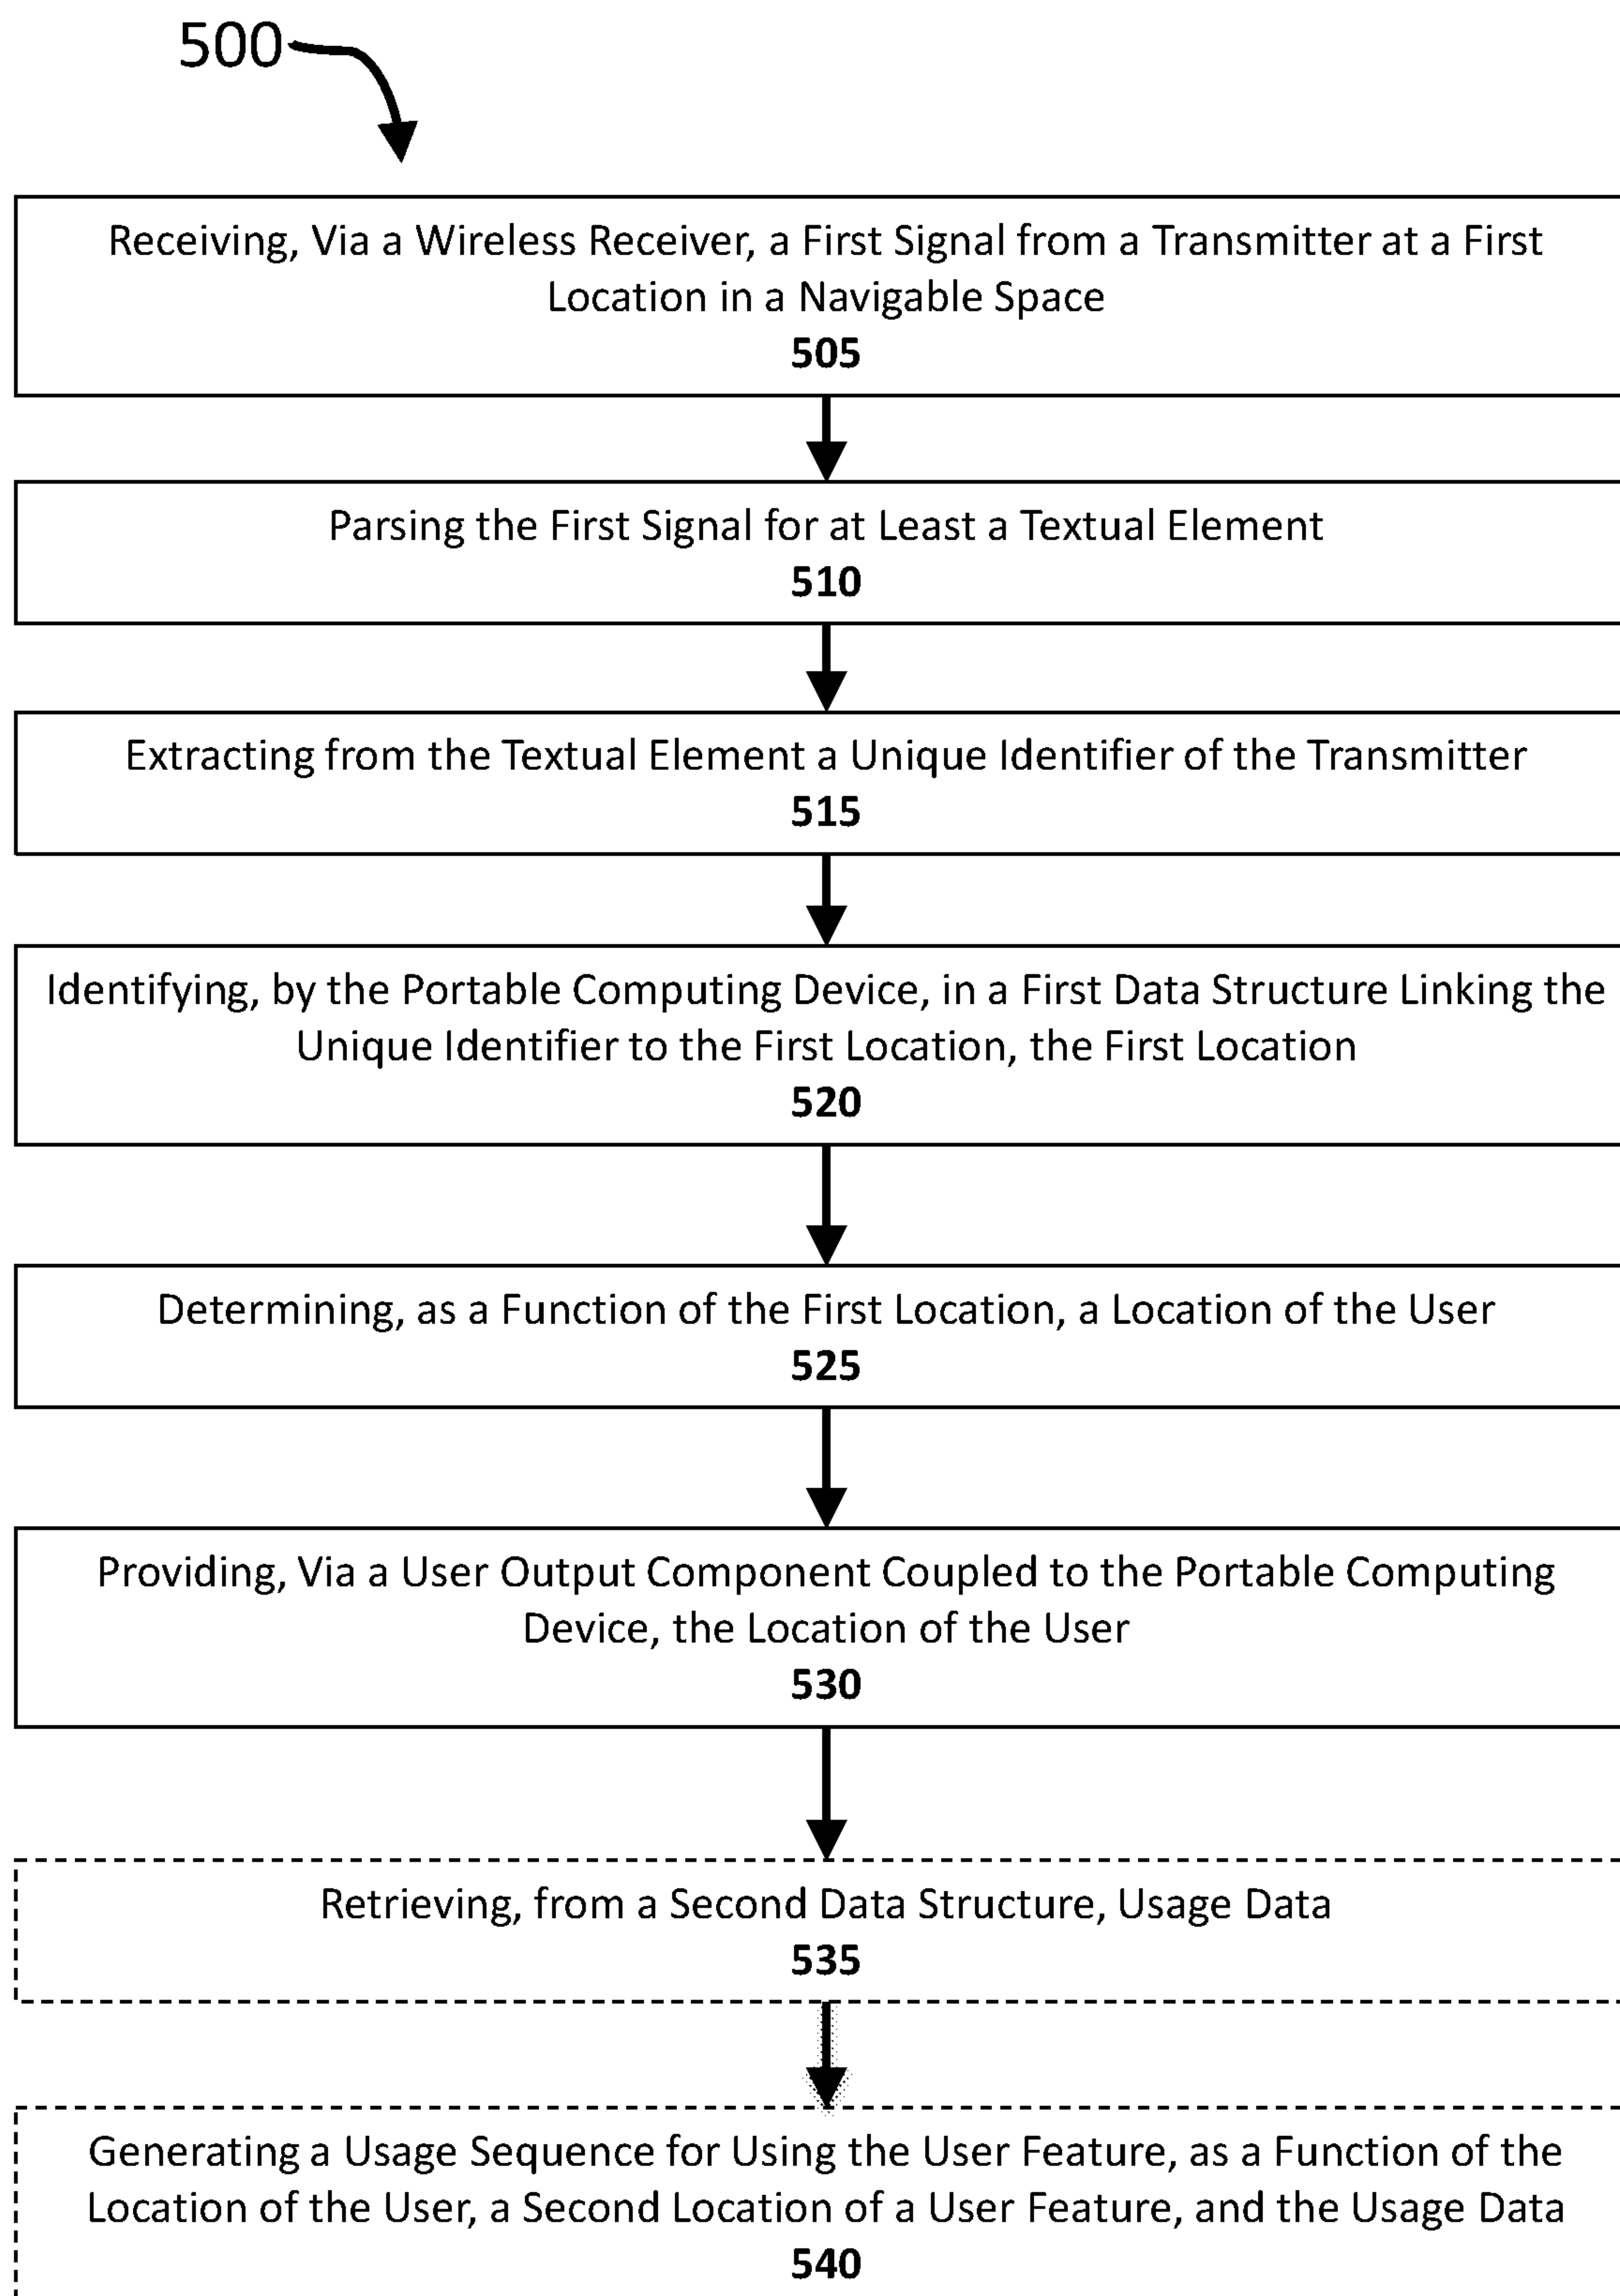 500
Receiving, Via a Wireless Receiver, a First Signal from a Transmitter at a First
Location in a Navigable Space
505
Parsing the First Signal for at Least a Textual Element
510
Extracting from the Textual Element a Unique Identifier of the Transmitter
515
Identifying, by the Portable Computing Device, in a First Data Structure Linking the
Unique Identifier to the First Location, the First Location
520
Determining, as a Function of the First Location, a Location of the User
525
Providing, Via a User Output Component Coupled to the Portable Computing
Device, the Location of the User
530
Retrieving, from a Second Data Structure, Usage Data
535
Generating a Usage Sequence for Using the User Feature, as a Function of the
Location of the User, a Second Location of a User Feature, and the Usage Data
540